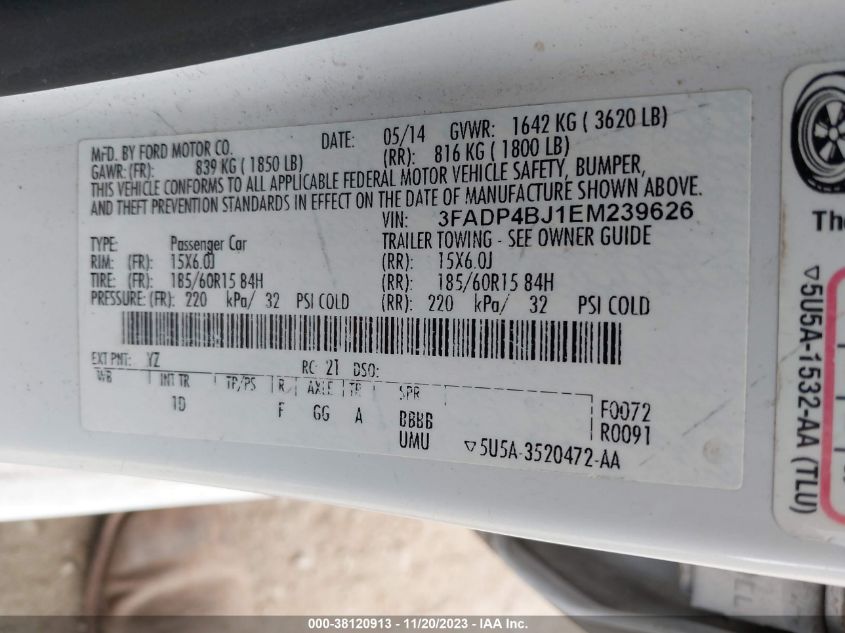 MFD. BY FORD MOTOR CO. DATE: 05/14 GVWR: 1642 KG ( 3620 LB)
GAWR: (FR): 839 KG ( 1850 LB) (RR): 816 KG ( 1800 LB)
THIS VEHICLE CONFORMS TO ALL APPLICABLE FEDERAL MOTOR VEHICLE SAFETY, BUMPER,
AND THEFT PREVENTION STANDARDS IN EFFECT ON THE DATE OF MANUFACTURE SHOWN ABOVE.
VIN: 3FADP4BJ1EM239626
TYPE: Passenger Car TRAILER TOWING - SEE OWNER GUIDE
RIM: (FR): 15X6.0J (RR): 15X6.0J
TIRE: (FR): 185/60R15 84H (RR): 185/60R15 84H
PRESSURE: (FR): 220 kPa/ 32 PSI COLD (RR): 220 kPa/ 32 PSI COLD
EXT PNT: YZ RC: 21 DSO:
WB INT TR TP/PS R AXLE TR SPR
1D F GG A BBBB F0072
UMU R0091
5U5A-3520472-AA
The
5U5A-1532-AA (TLU)
000-38120913 - 11/20/2023 - IAA Inc.